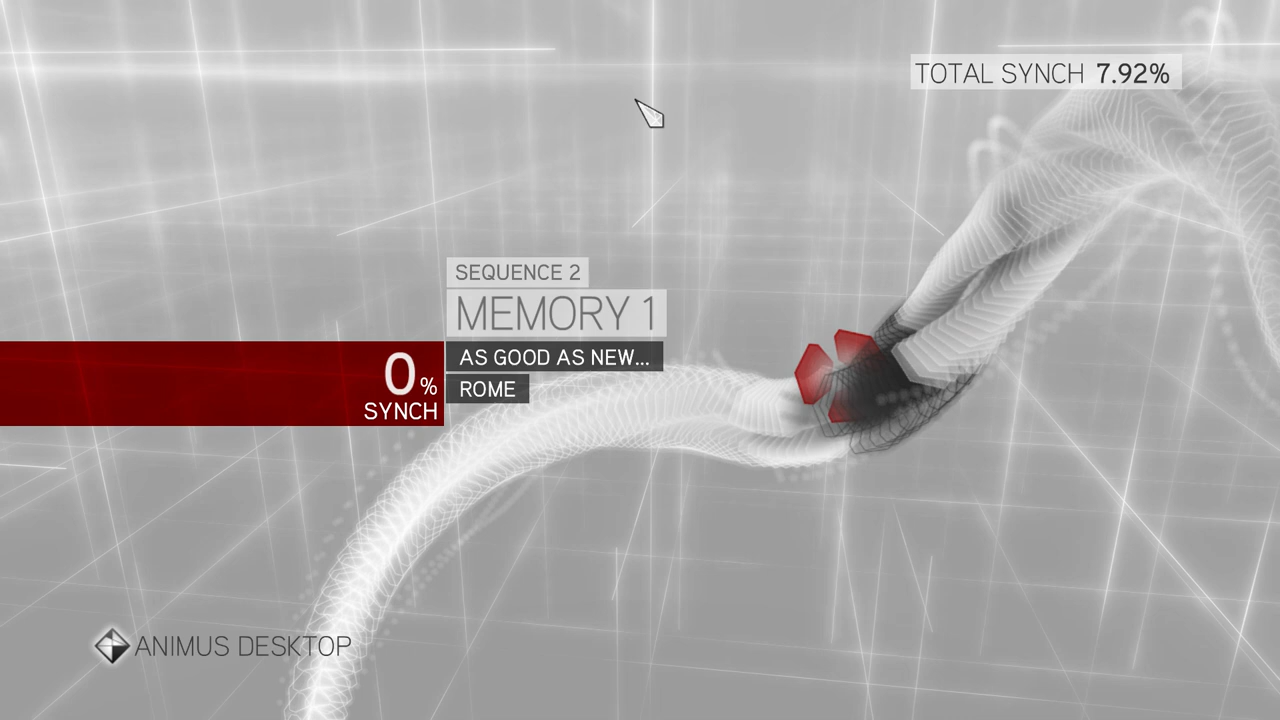 TOTAL SYNCH 7.92%
SEQUENCE 2
MEMORY 1
AS GOOD AS NEW...
ROME
0%
SYNCH
ANIMUS DESKTOP